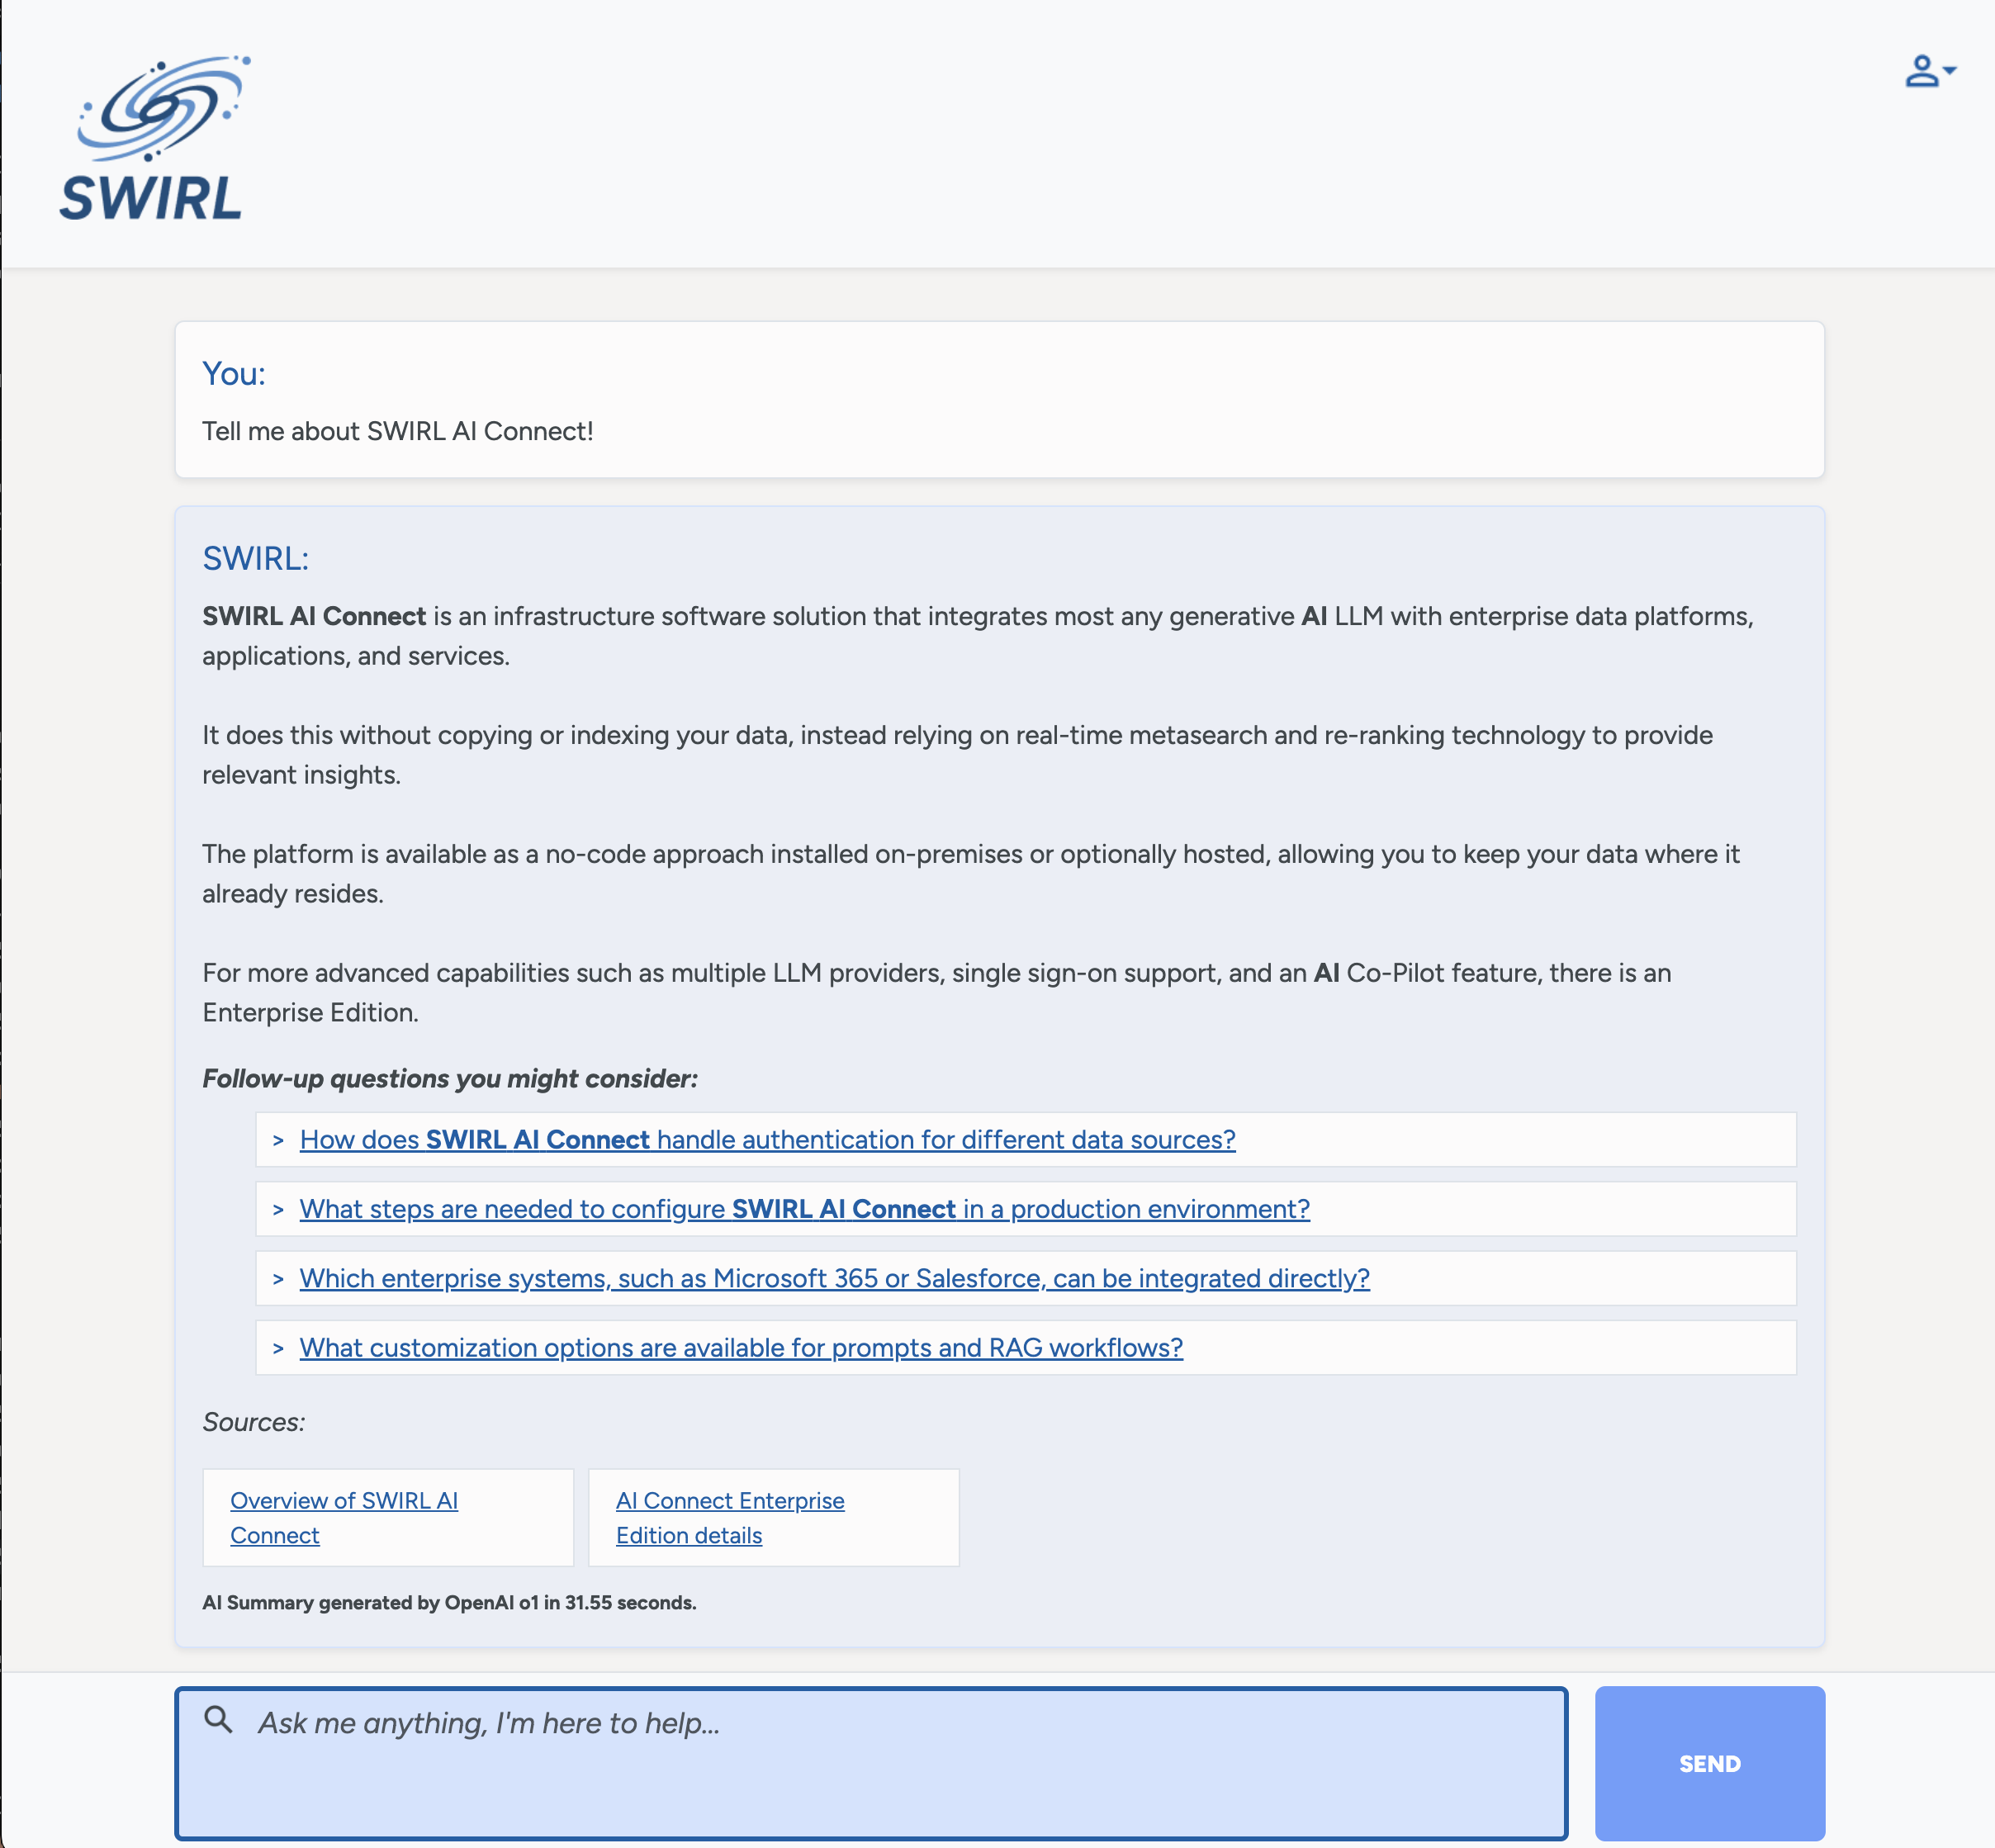 SWIRL
You:
Tell me about SWIRL AI Connect!
SWIRL:
SWIRL AI Connect is an infrastructure software solution that integrates most any generative AI LLM with enterprise data platforms,
applications, and services.
It does this without copying or indexing your data, instead relying on real-time metasearch and re-ranking technology to provide
relevant insights.
The platform is available as a no-code approach installed on-premises or optionally hosted, allowing you to keep your data where it
already resides.
For more advanced capabilities such as multiple LLM providers, single sign-on support, and an AI Co-Pilot feature, there is an
Enterprise Edition.
Follow-up questions you might consider:
> How does SWIRL AI Connect handle authentication for different data sources?
> What steps are needed to configure SWIRL AI Connect in a production environment?
> Which enterprise systems, such as Microsoft 365 or Salesforce, can be integrated directly?
> What customization options are available for prompts and RAG workflows?
Sources:
Overview of SWIRL AI
Connect
AI Connect Enterprise
Edition details
AI Summary generated by OpenAI o1 in 31.55 seconds.
Ask me anything, I'm here to help...
SEND